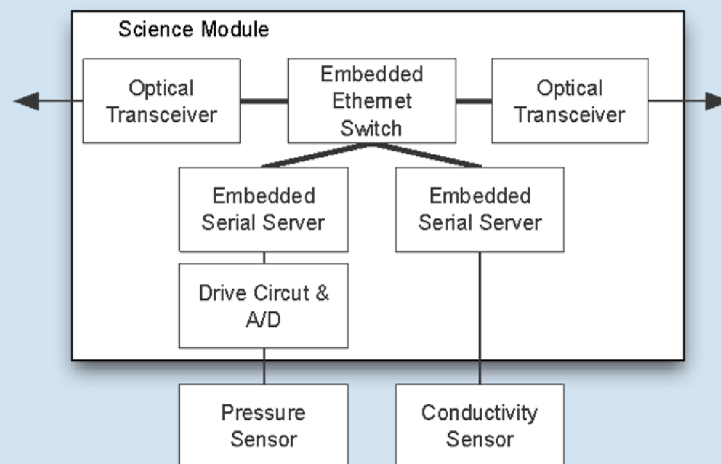 Science Module
Optical
Transceiver
Embedded
Ethernet
Switch
Optical
Transceiver
Embedded
Serial Server
Embedded
Serial Server
Drive Circut &
A/D
Pressure
Sensor
Conductivity
Sensor